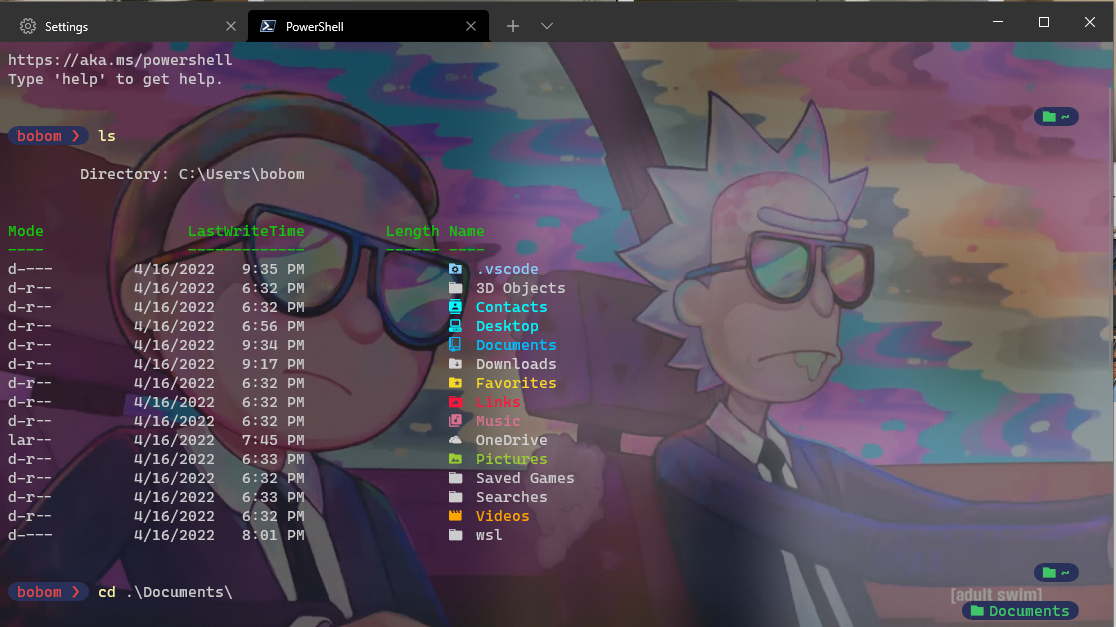 Settings
PowerShell
https://aka.ms/powershell
Type 'help' to get help.
~
bobom ❯ ls
Directory: C:\Users\bobom
Mode LastWriteTime Length Name
---- ------------- ------ ----
d---- 4/16/2022 9:35 PM .vscode
d-r-- 4/16/2022 6:32 PM 3D Objects
d-r-- 4/16/2022 6:32 PM Contacts
d-r-- 4/16/2022 6:56 PM Desktop
d-r-- 4/16/2022 9:34 PM Documents
d-r-- 4/16/2022 9:17 PM Downloads
d-r-- 4/16/2022 6:32 PM Favorites
d-r-- 4/16/2022 6:32 PM Links
d-r-- 4/16/2022 6:32 PM Music
lar-- 4/16/2022 7:45 PM OneDrive
d-r-- 4/16/2022 6:33 PM Pictures
d-r-- 4/16/2022 6:32 PM Saved Games
d-r-- 4/16/2022 6:33 PM Searches
d-r-- 4/16/2022 6:32 PM Videos
d---- 4/16/2022 8:01 PM wsl
~
bobom ❯ cd .\Documents\
[adult swim]
Documents